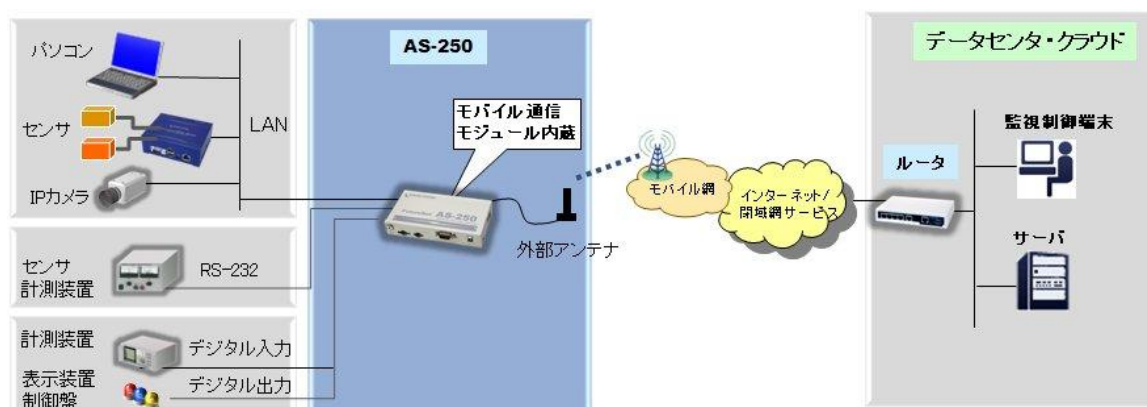 パソコン
センサ
IPカメラ
LAN
センサ
計測装置
RS-232
計測装置
デジタル入力
表示装置
制御盤
デジタル出力
AS-250
モバイル通信
モジュール内蔵
AS-250
外部アンテナ
モバイル網
インターネット/
閉域網サービス
データセンタ・クラウド
ルータ
監視制御端末
サーバ